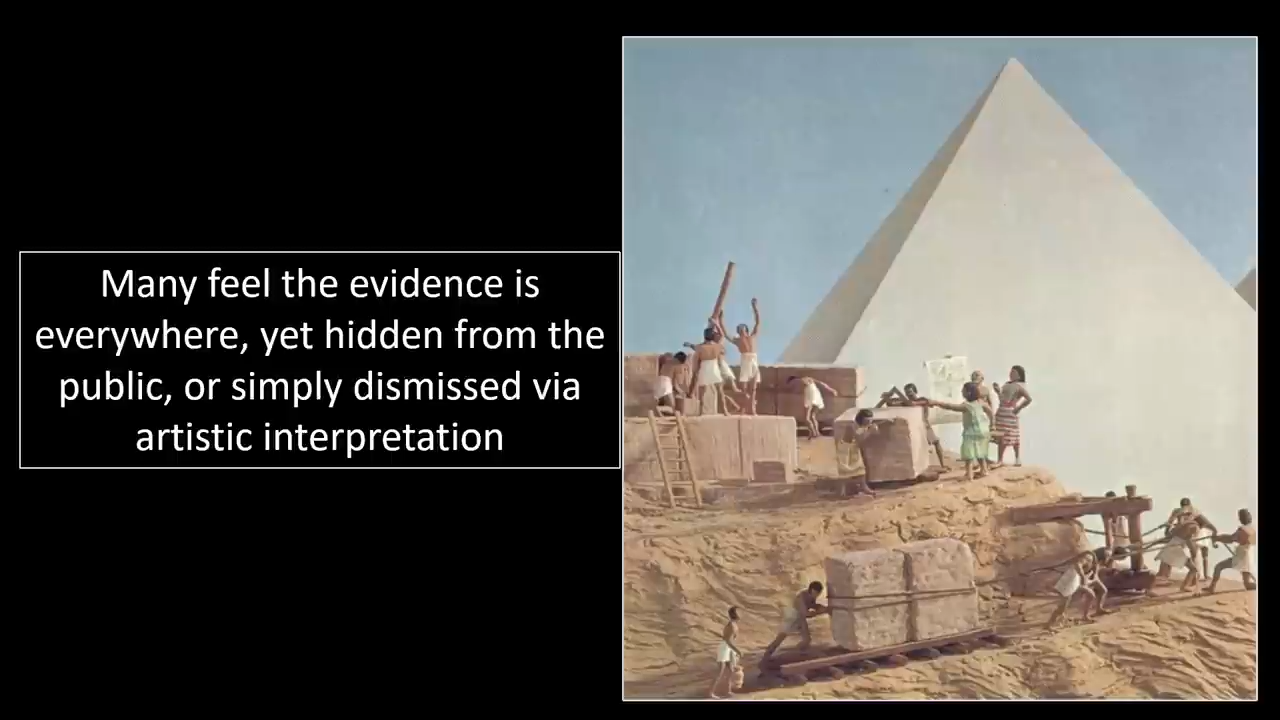 Many feel the evidence is
everywhere, yet hidden from the
public, or simply dismissed via
artistic interpretation